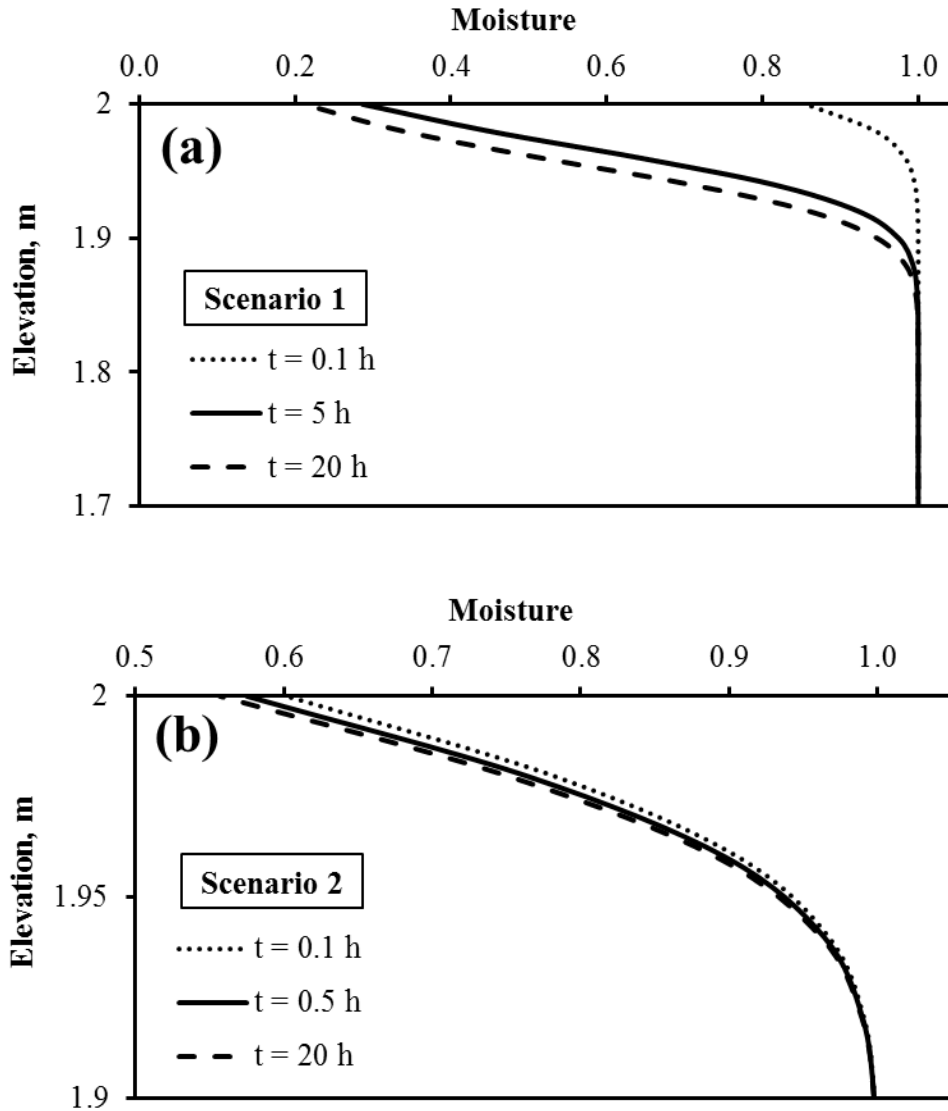 Moisture
0.0 0.2 0.4 0.6 0.8 1.0
2
(a)
Elevation, m
1.9
Scenario 1
t = 0.1 h
1.8
t = 5 h
t = 20 h
1.7
Moisture
0.5 0.6 0.7 0.8 0.9 1.0
2
(b)
Elevation, m
Scenario 2
1.95
t = 0.1 h
t = 0.5 h
t = 20 h
1.9